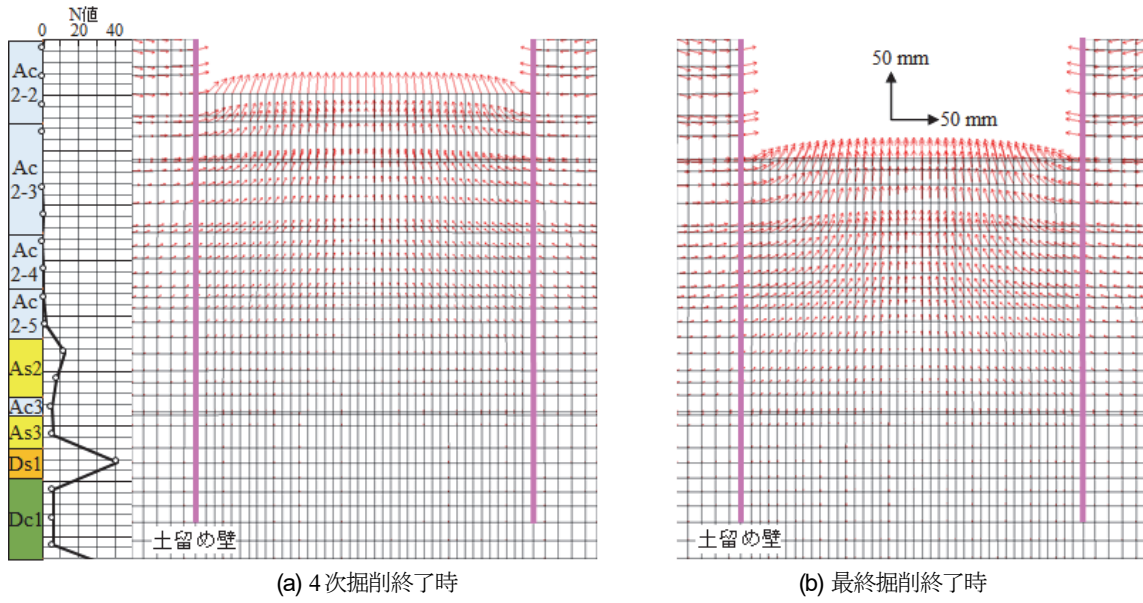 N値
0 20 40
Ac
2-2
Ac
2-3
Ac
2-4
Ac
2-5
As2
Ac3
As3
Ds1
Dc1
土留め壁
(a) 4次掘削終了時
50 mm
50 mm
土留め壁
(b) 最終掘削終了時